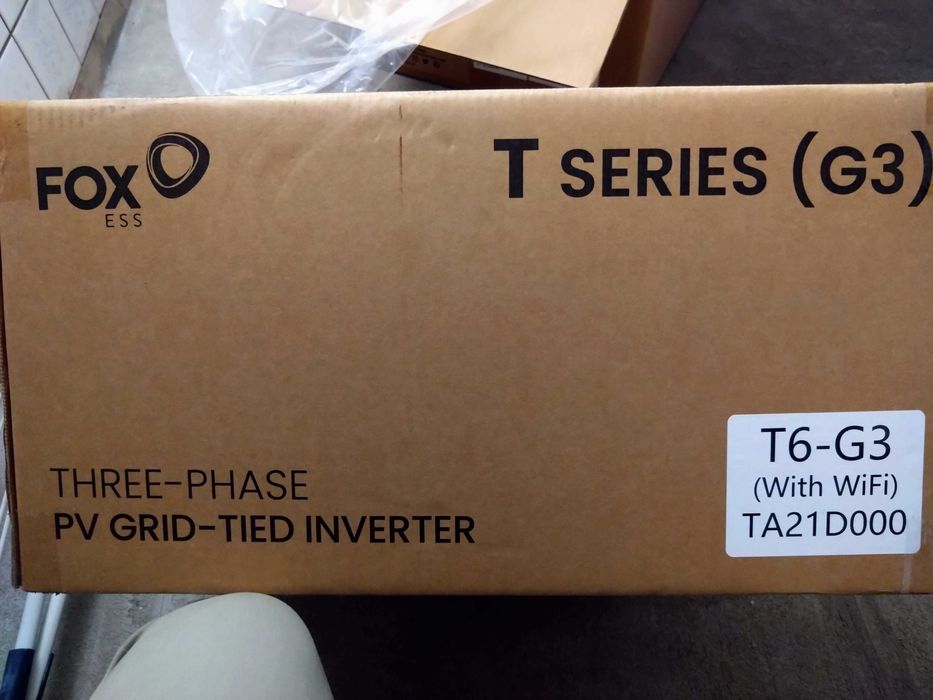 FOX
ESS
T SERIES (G3)
THREE-PHASE
PV GRID-TIED INVERTER
T6-G3
(With WiFi)
TA21D000